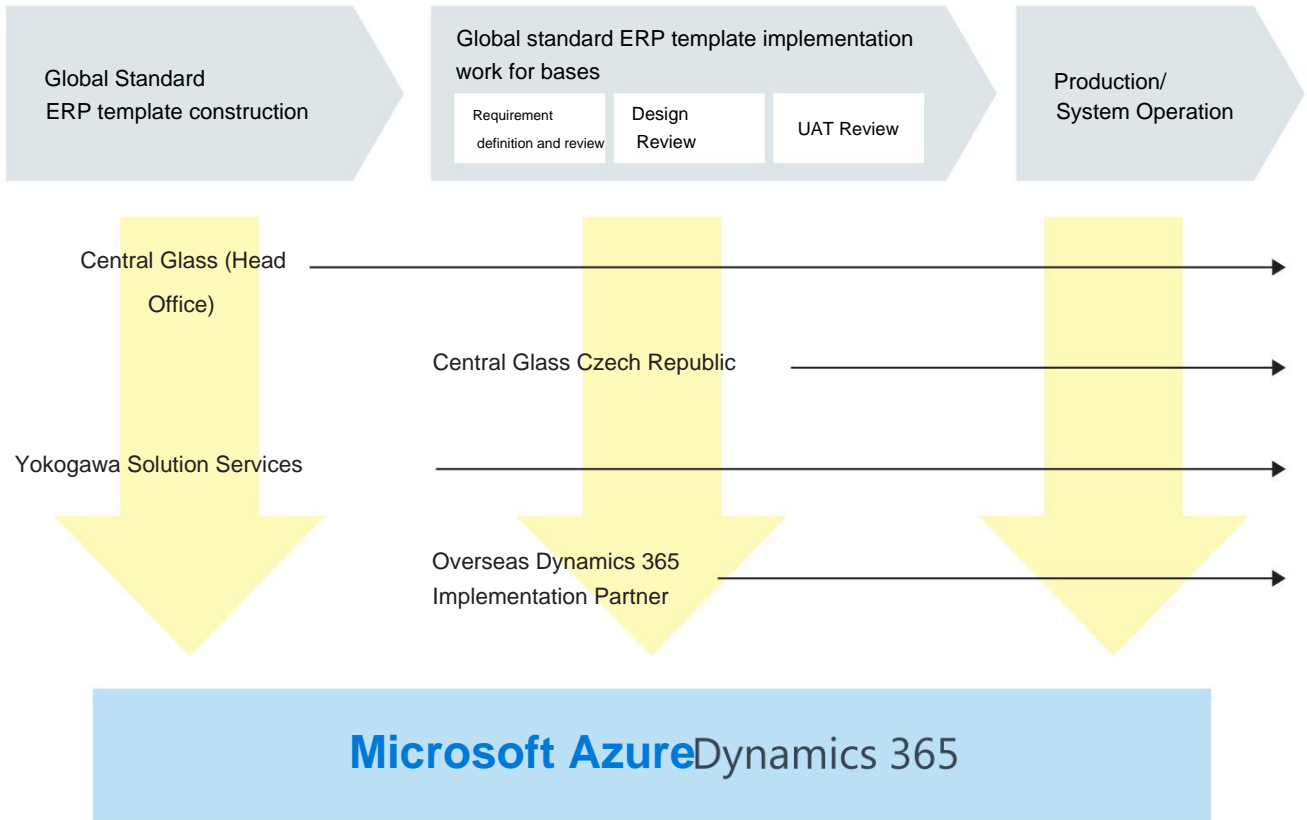 Global Standard
ERP template construction
Global standard ERP template implementation
work for bases
Requirement
definition and review
Design
Review
UAT Review
Production/
System Operation
Central Glass (Head
Office)
Central Glass Czech Republic
Yokogawa Solution Services
Overseas Dynamics 365
Implementation Partner
Microsoft AzureDynamics 365